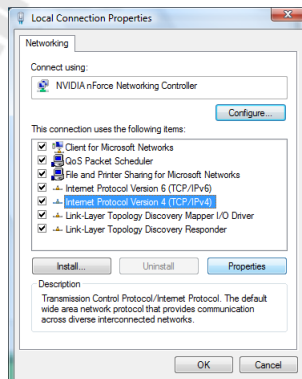 Local Connection Properties
Networking
Connect using:
NVIDIA nForce Networking Controller
Configure...
This connection uses the following items:
Client for Microsoft Networks
QoS Packet Scheduler
File and Printer Sharing for Microsoft Networks
Internet Protocol Version 6 (TCP/IPv6)
Internet Protocol Version 4 (TCP/IPv4)
Link-Layer Topology Discovery Mapper I/O Driver
Link-Layer Topology Discovery Responder
Install... Uninstall Properties
Description
Transmission Control Protocol/Internet Protocol. The default
wide area network protocol that provides communication
across diverse interconnected networks.
OK Cancel